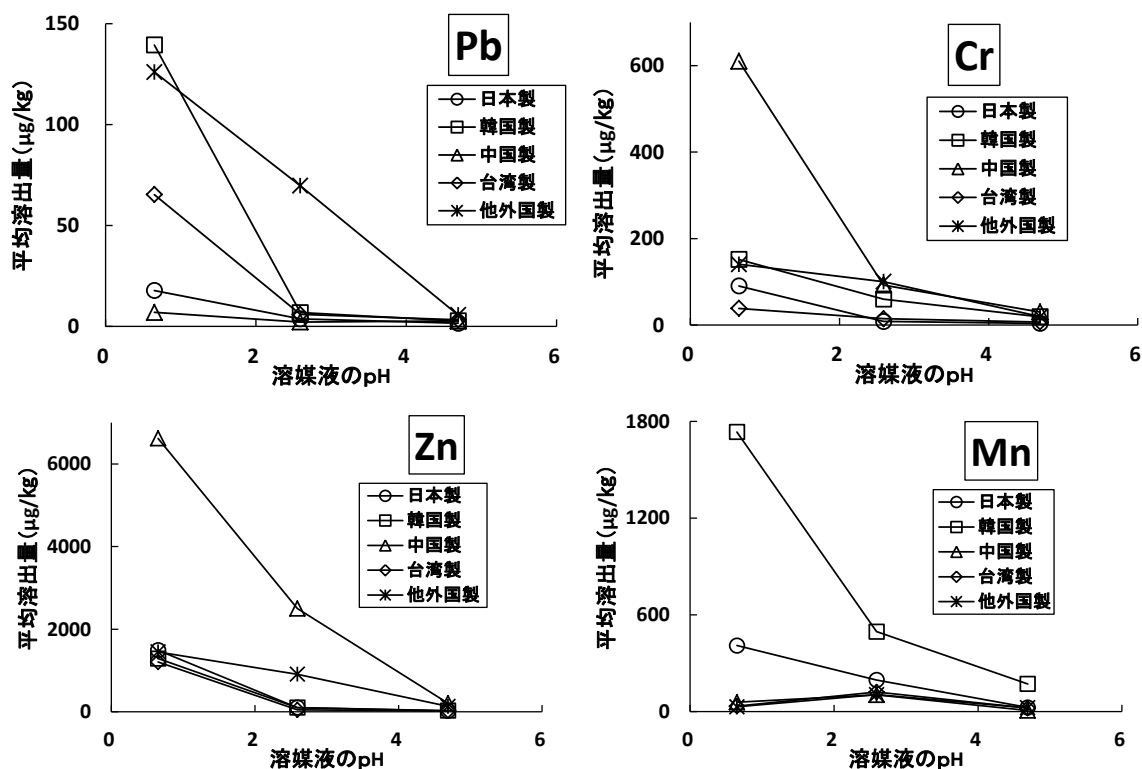 Pb
150
100
50
0
平均溶出量(μg/kg)
日本製
韓国製
中国製
台湾製
他外国製
0 2 4 6
溶媒液のpH
Cr
600
400
200
0
平均溶出量(μg/kg)
日本製
韓国製
中国製
台湾製
他外国製
0 2 4 6
溶媒液のpH
Zn
6000
4000
2000
0
平均溶出量(μg/kg)
日本製
韓国製
中国製
台湾製
他外国製
0 2 4 6
溶媒液のpH
Mn
1800
1200
600
0
平均溶出量(μg/kg)
日本製
韓国製
中国製
台湾製
他外国製
0 2 4 6
溶媒液のpH